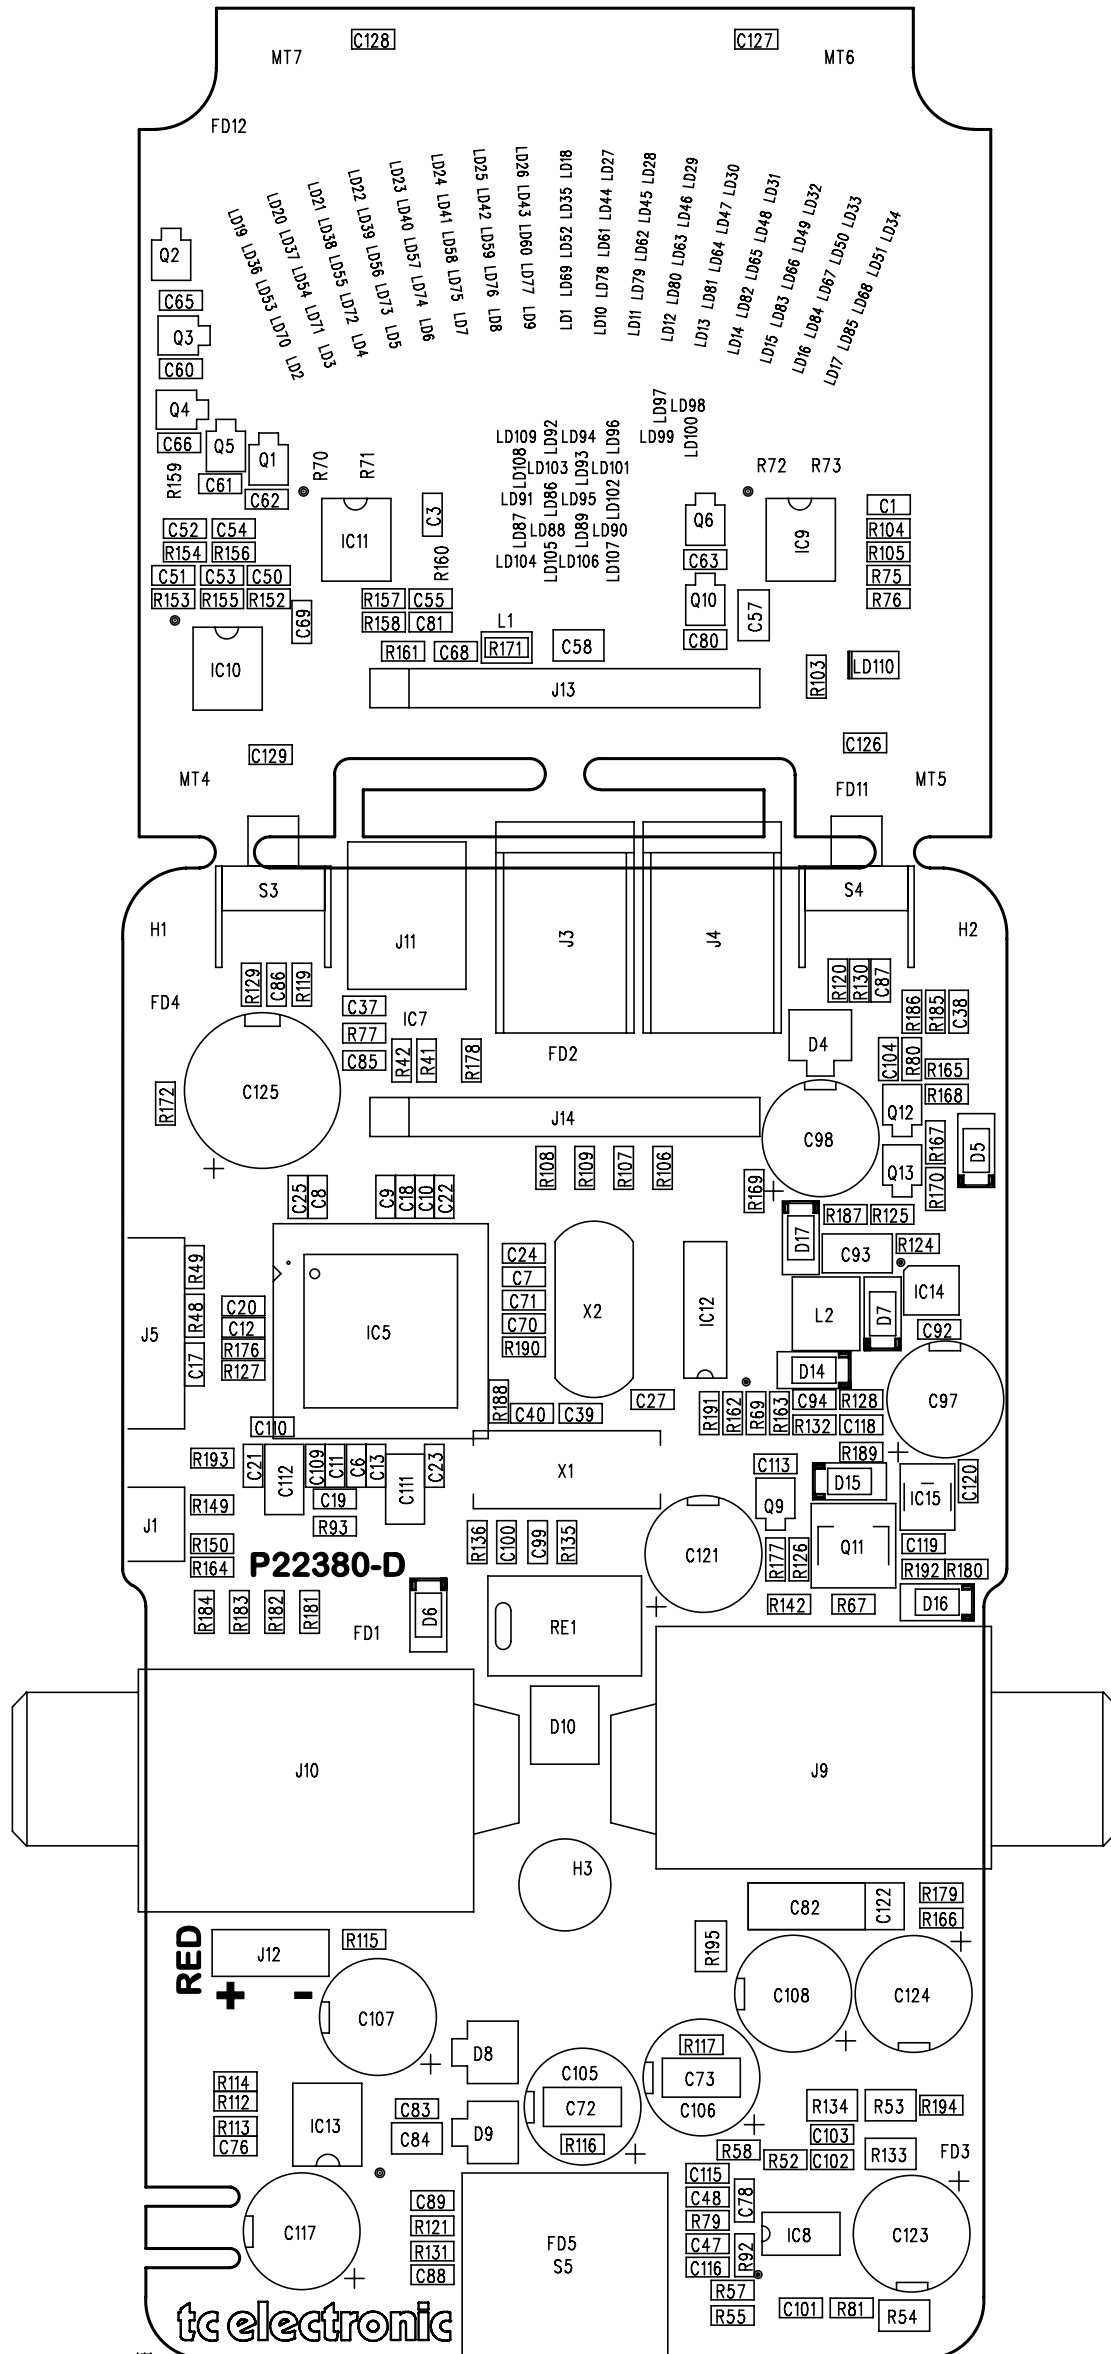 C128
C127
MT7
MT6
FD12
LD19 LD36 LD53 LD70 LD2
LD20 LD37 LD54 LD71 LD3
LD21 LD38 LD55 LD72 LD4
LD22 LD39 LD56 LD73 LD5
LD23 LD40 LD57 LD74 LD6
LD24 LD41 LD58 LD75 LD7
LD25 LD42 LD59 LD76 LD8
LD26 LD43 LD60 LD77 LD9
LD1 LD69 LD52 LD35 LD18
LD10 LD78 LD61 LD44 LD27
LD11 LD79 LD62 LD45 LD28
LD12 LD80 LD63 LD46 LD29
LD13 LD81 LD64 LD47 LD30
LD14 LD82 LD65 LD48 LD31
LD15 LD83 LD66 LD49 LD32
LD16 LD84 LD67 LD50 LD33
LD17 LD85 LD68 LD51 LD34
Q2
C65
Q3
C60
Q4
C66
Q5
Q1
R159
C61
C62
R70
R71
LD97
LD98
LD99
LD100
LD109
LD92
LD94
LD96
LD108
LD103
LD93
LD101
LD91
LD86
LD95
LD102
LD87
LD88
LD89
LD90
LD104
LD105
LD106
LD107
R72
R73
C52
C54
R154
R156
C51
C53
C50
R153
R155
R152
C69
IC11
C3
R160
Q6
C63
Q10
C80
C57
IC9
C1
R104
R105
R75
R76
IC10
R157
C55
R158
C81
R161
C68
L1
R171
C58
J13
R103
LD110
C129
C126
MT4
MT5
FD11
S3
S4
H1
H2
J11
J3
J4
R129
C86
R119
R120
R130
C87
FD4
C37
IC7
R77
C85
R42
R41
R178
FD2
D4
R186
R185
C38
C104
R80
R165
R168
R172
C125
J14
C98
Q12
R167
D5
R108
R109
R107
R106
R169
Q13
R170
C25
C8
C9
C18
C10
C22
R187
R125
D17
C93
R124
J5
R49
R48
C17
C20
C12
R176
R127
IC5
C24
C7
C71
C70
R190
X2
IC12
L2
D7
IC14
C92
D14
C97
R188
C40
C39
C27
R191
R162
R69
R163
C94
R128
R132
C118
C110
R193
C21
C112
C109
C11
C6
C13
C111
C23
X1
R189
C113
D15
IC15
C120
J1
R149
C19
R93
R150
R164
R136
C100
C99
R135
C121
Q9
R177
R126
Q11
C119
R192
R180
P22380-D
R184
R183
R182
R181
FD1
D6
RE1
R142
R67
D16
D10
J10
J9
H3
C82
C122
R179
R166
RED
J12
+ -
R115
R195
C107
C108
C124
D8
C105
C72
R116
R117
C73
C106
R114
R112
R113
C76
IC13
C83
C84
D9
R134
R53
R194
C103
R58
R52
C102
R133
FD3
C115
C48
R79
C47
C116
C78
R92
IC8
C123
C117
C89
R121
R131
C88
FD5
S5
R57
R55
C101
R81
R54
tc electronic